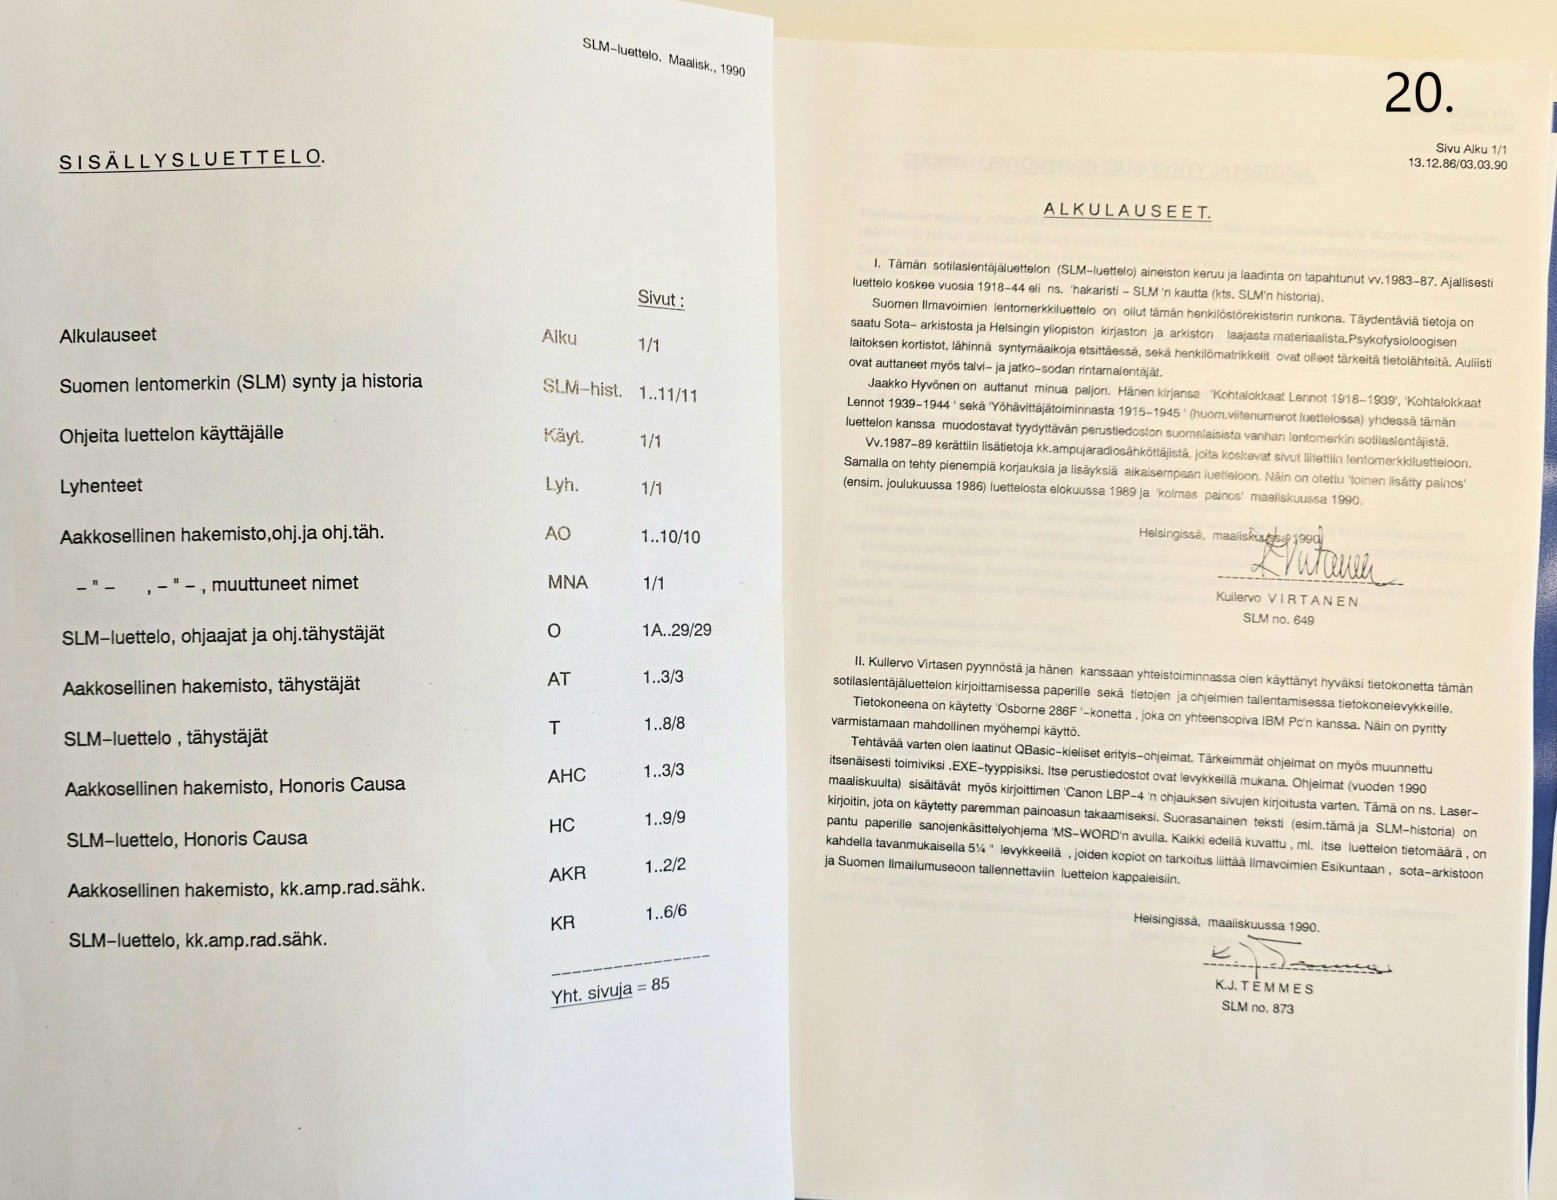 SLM-luettelo. Maalisk., 1990
SISÄLLYSLUETTELO.
Sivut :
Alkulauseet Alku 1/1
Suomen lentomerkin (SLM) synty ja historia SLM-hist. 1..11/11
Ohjeita luettelon käyttäjälle Käyt. 1/1
Lyhenteet Lyh. 1/1
Aakkosellinen hakemisto,ohj.ja ohj.täh. AO 1..10/10
– " – , – " – , muuttuneet nimet MNA 1/1
SLM-luettelo, ohjaajat ja ohj.tähystäjät O 1A..29/29
Aakkosellinen hakemisto, tähystäjät AT 1..3/3
SLM-luettelo , tähystäjät T 1..8/8
Aakkosellinen hakemisto, Honoris Causa AHC 1..3/3
SLM-luettelo, Honoris Causa HC 1..9/9
Aakkosellinen hakemisto, kk.amp.rad.sähk. AKR 1..2/2
SLM-luettelo, kk.amp.rad.sähk. KR 1..6/6
Yht. sivuja = 85
20.
Sivu Alku 1/1
13.12.86/03.03.90
ALKULAUSEET.
I. Tämän sotilaslentäjäluettelon (SLM-luettelo) aineiston keruu ja laadinta on tapahtunut vv.1983-87. Ajallisesti
luettelo koskee vuosia 1918-44 eli ns. 'hakaristi - SLM 'n kautta (kts. SLM'n historia).
Suomen Ilmavoimien lentomerkkiluettelo on ollut tämän henkilöstörekisterin runkona. Täydentäviä tietoja on
saatu Sota- arkistosta ja Helsingin yliopiston kirjaston ja arkiston laajasta materiaalista.Psykofysioloogisen
laitoksen kortistot, lähinnä syntymäaikoja etsittäessä, sekä henkilömatrikkelit ovat olleet tärkeitä tietolähteitä. Auliisti
ovat auttaneet myös talvi- ja jatko-sodan rintamalentäjät.
Jaakko Hyvönen on auttanut minua paljon. Hänen kirjansa 'Kohtalokkaat Lennot 1918-1939', 'Kohtalokkaat
Lennot 1939-1944 ' sekä 'Yöhävittäjätoiminnasta 1915-1945 ' (huom.viitenumerot luettelossa) yhdessä tämän
luettelon kanssa muodostavat tyydyttävän perustiedoston suomalaisista vanhan lentomerkin sotilaslentäjistä.
Vv.1987-89 kerättiin lisätietoja kk.ampujaradiosähköttäjistä, joita koskevat sivut liitettiin lentomerkkiluetteloon.
Samalla on tehty pienempiä korjauksia ja lisäyksiä aikaisempaan luetteloon. Näin on otettu 'toinen lisätty painos'
(ensim. joulukuussa 1986) luettelosta elokuussa 1989 ja 'kolmas painos' maaliskuussa 1990.
Helsingissä, maaliskuussa 1990
K Virtanen
Kullervo VIRTANEN
SLM no. 649
II. Kullervo Virtasen pyynnöstä ja hänen kanssaan yhteistoiminnassa olen käyttänyt hyväksi tietokonetta tämän
sotilaslentäjäluettelon kirjoittamisessa paperille sekä tietojen ja ohjelmien tallentamisessa tietokonelevykkeille.
Tietokoneena on käytetty 'Osborne 286F '-konetta , joka on yhteensopiva IBM Pc'n kanssa. Näin on pyritty
varmistamaan mahdollinen myöhempi käyttö.
Tehtävää varten olen laatinut QBasic-kieliset erityis-ohjelmat. Tärkeimmät ohjelmat on myös muunnettu
itsenäisesti toimiviksi .EXE-tyyppisiksi. Itse perustiedostot ovat levykkeillä mukana. Ohjelmat (vuoden 1990
maaliskuulta) sisältävät myös kirjoittimen 'Canon LBP-4 'n ohjauksen sivujen kirjoitusta varten. Tämä on ns. Laser-
kirjoitin, jota on käytetty paremman painoasun takaamiseksi. Suorasanainen teksti (esim.tämä ja SLM-historia) on
pantu paperille sanojenkäsittelyohjema 'MS-WORD'n avulla. Kaikki edellä kuvattu , ml. itse luettelon tietomäärä , on
kahdella tavanmukaisella 5¼ " levykkeellä , joiden kopiot on tarkoitus liittää Ilmavoimien Esikuntaan , sota-arkistoon
ja Suomen Ilmailumuseoon tallennettaviin luettelon kappaleisiin.
Helsingissä, maaliskuussa 1990.
K. J. Temmes
K.J. TEMMES
SLM no. 873